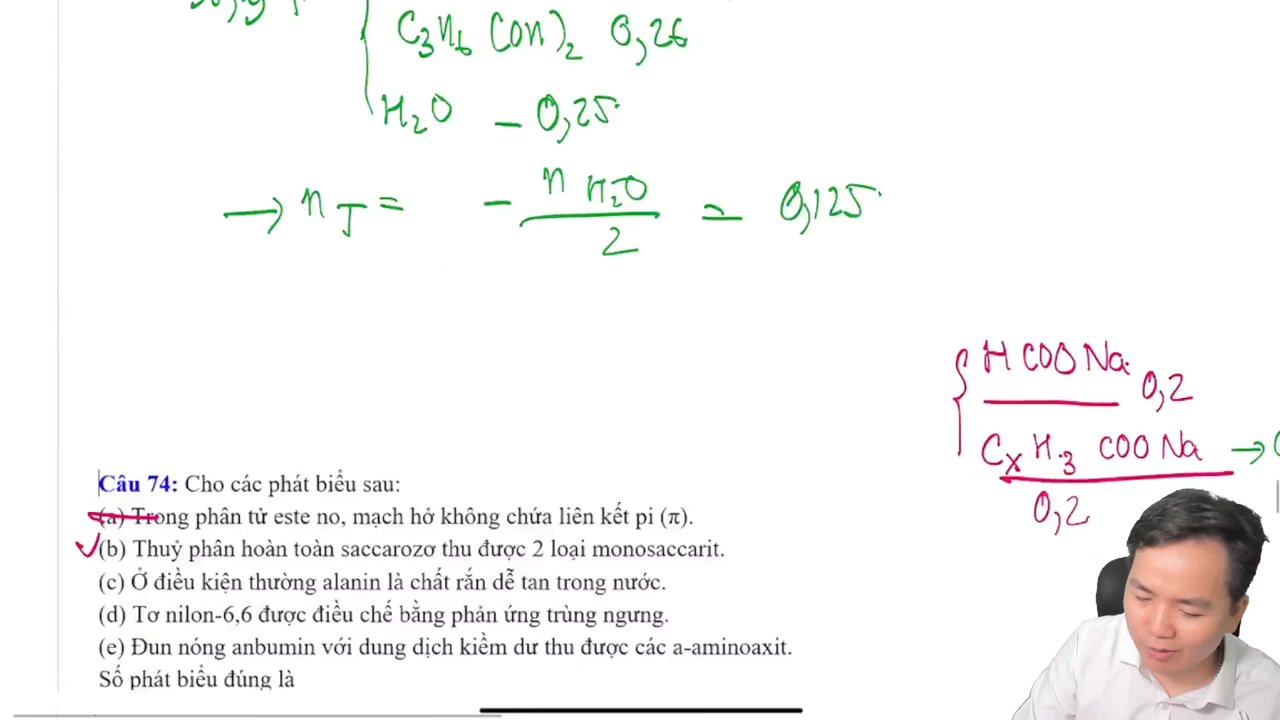 C3H6 (OH)2 0,26
H2O - 0,25
→ nJ = - nH2O / 2 = 0,125
HCOONa 0,2
CxH.3 COONa →
0,2
Câu 74: Cho các phát biểu sau:
(a) Trong phân tử este no, mạch hở không chứa liên kết pi (π).
(b) Thuỷ phân hoàn toàn saccarozơ thu được 2 loại monosaccarit.
(c) Ở điều kiện thường alanin là chất rắn dễ tan trong nước.
(d) Tơ nilon-6,6 được điều chế bằng phản ứng trùng ngưng.
(e) Đun nóng anbumin với dung dịch kiềm dư thu được các a-aminoaxit.
Số phát biểu đúng là